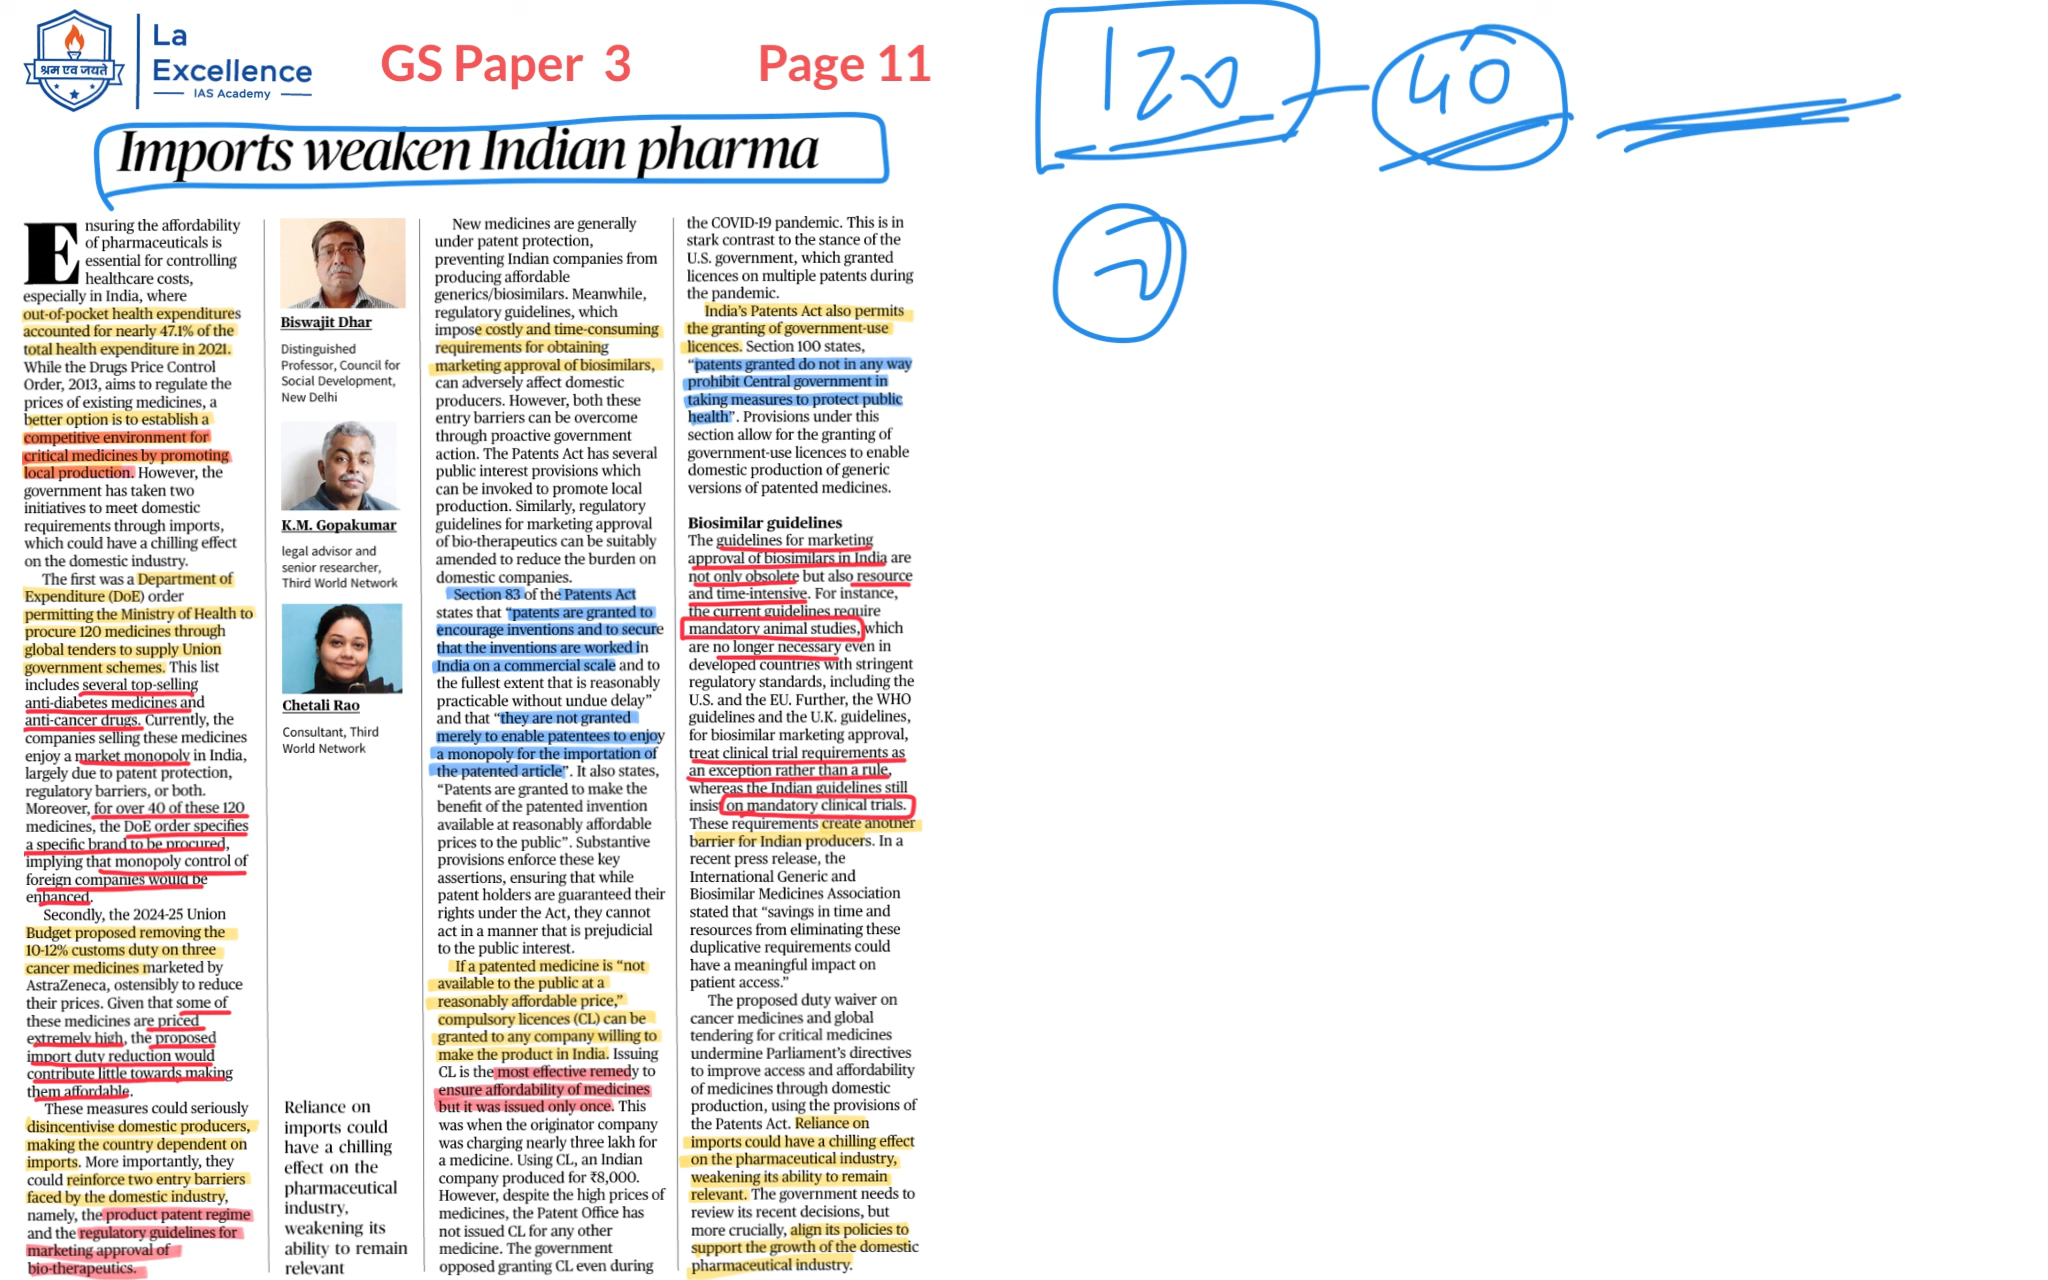 La
Excellence
IAS Academy
श्रम एव जयते
GS Paper 3
Page 11
Imports weaken Indian pharma
Ensuring the affordability
of pharmaceuticals is
essential for controlling
healthcare costs,
especially in India, where
out-of-pocket health expenditures
accounted for nearly 47.1% of the
total health expenditure in 2021.
While the Drugs Price Control
Order, 2013, aims to regulate the
prices of existing medicines, a
better option is to establish a
competitive environment for
critical medicines by promoting
local production. However, the
government has taken two
initiatives to meet domestic
requirements through imports,
which could have a chilling effect
on the domestic industry.
The first was a Department of
Expenditure (DoE) order
permitting the Ministry of Health to
procure 120 medicines through
global tenders to supply Union
government schemes. This list
includes several top-selling
anti-diabetes medicines and
anti-cancer drugs. Currently, the
companies selling these medicines
enjoy a market monopoly in India,
largely due to patent protection,
regulatory barriers, or both.
Moreover, for over 40 of these 120
medicines, the DoE order specifies
a specific brand to be procured,
implying that monopoly control of
foreign companies would be
enhanced.
Secondly, the 2024-25 Union
Budget proposed removing the
10-12% customs duty on three
cancer medicines marketed by
AstraZeneca, ostensibly to reduce
their prices. Given that some of
these medicines are priced
extremely high, the proposed
import duty reduction would
contribute little towards making
them affordable.
These measures could seriously
disincentivise domestic producers,
making the country dependent on
imports. More importantly, they
could reinforce two entry barriers
faced by the domestic industry,
namely, the product patent regime
and the regulatory guidelines for
marketing approval of
bio-therapeutics.
Biswajit Dhar
Distinguished
Professor, Council for
Social Development,
New Delhi
K.M. Gopakumar
legal advisor and
senior researcher,
Third World Network
Chetali Rao
Consultant, Third
World Network
Reliance on
imports could
have a chilling
effect on the
pharmaceutical
industry,
weakening its
ability to remain
relevant
New medicines are generally
under patent protection,
preventing Indian companies from
producing affordable
generics/biosimilars. Meanwhile,
regulatory guidelines, which
impose costly and time-consuming
requirements for obtaining
marketing approval of biosimilars,
can adversely affect domestic
producers. However, both these
entry barriers can be overcome
through proactive government
action. The Patents Act has several
public interest provisions which
can be invoked to promote local
production. Similarly, regulatory
guidelines for marketing approval
of bio-therapeutics can be suitably
amended to reduce the burden on
domestic companies.
Section 83 of the Patents Act
states that “patents are granted to
encourage inventions and to secure
that the inventions are worked in
India on a commercial scale and to
the fullest extent that is reasonably
practicable without undue delay”
and that “they are not granted
merely to enable patentees to enjoy
a monopoly for the importation of
the patented article”. It also states,
“Patents are granted to make the
benefit of the patented invention
available at reasonably affordable
prices to the public”. Substantive
provisions enforce these key
assertions, ensuring that while
patent holders are guaranteed their
rights under the Act, they cannot
act in a manner that is prejudicial
to the public interest.
If a patented medicine is “not
available to the public at a
reasonably affordable price,”
compulsory licences (CL) can be
granted to any company willing to
make the product in India. Issuing
CL is the most effective remedy to
ensure affordability of medicines
but it was issued only once. This
was when the originator company
was charging nearly three lakh for
a medicine. Using CL, an Indian
company produced for ₹8,000.
However, despite the high prices of
medicines, the Patent Office has
not issued CL for any other
medicine. The government
opposed granting CL even during
the COVID-19 pandemic. This is in
stark contrast to the stance of the
U.S. government, which granted
licences on multiple patents during
the pandemic.
India’s Patents Act also permits
the granting of government-use
licences. Section 100 states,
“patents granted do not in any way
prohibit Central government in
taking measures to protect public
health”. Provisions under this
section allow for the granting of
government-use licences to enable
domestic production of generic
versions of patented medicines.
Biosimilar guidelines
The guidelines for marketing
approval of biosimilars in India are
not only obsolete but also resource
and time-intensive. For instance,
the current guidelines require
mandatory animal studies, which
are no longer necessary even in
developed countries with stringent
regulatory standards, including the
U.S. and the EU. Further, the WHO
guidelines and the U.K. guidelines,
for biosimilar marketing approval,
treat clinical trial requirements as
an exception rather than a rule,
whereas the Indian guidelines still
insist on mandatory clinical trials.
These requirements create another
barrier for Indian producers. In a
recent press release, the
International Generic and
Biosimilar Medicines Association
stated that “savings in time and
resources from eliminating these
duplicative requirements could
have a meaningful impact on
patient access.”
The proposed duty waiver on
cancer medicines and global
tendering for critical medicines
undermine Parliament’s directives
to improve access and affordability
of medicines through domestic
production, using the provisions of
the Patents Act. Reliance on
imports could have a chilling effect
on the pharmaceutical industry,
weakening its ability to remain
relevant. The government needs to
review its recent decisions, but
more crucially, align its policies to
support the growth of the domestic
pharmaceutical industry.
120 - 40